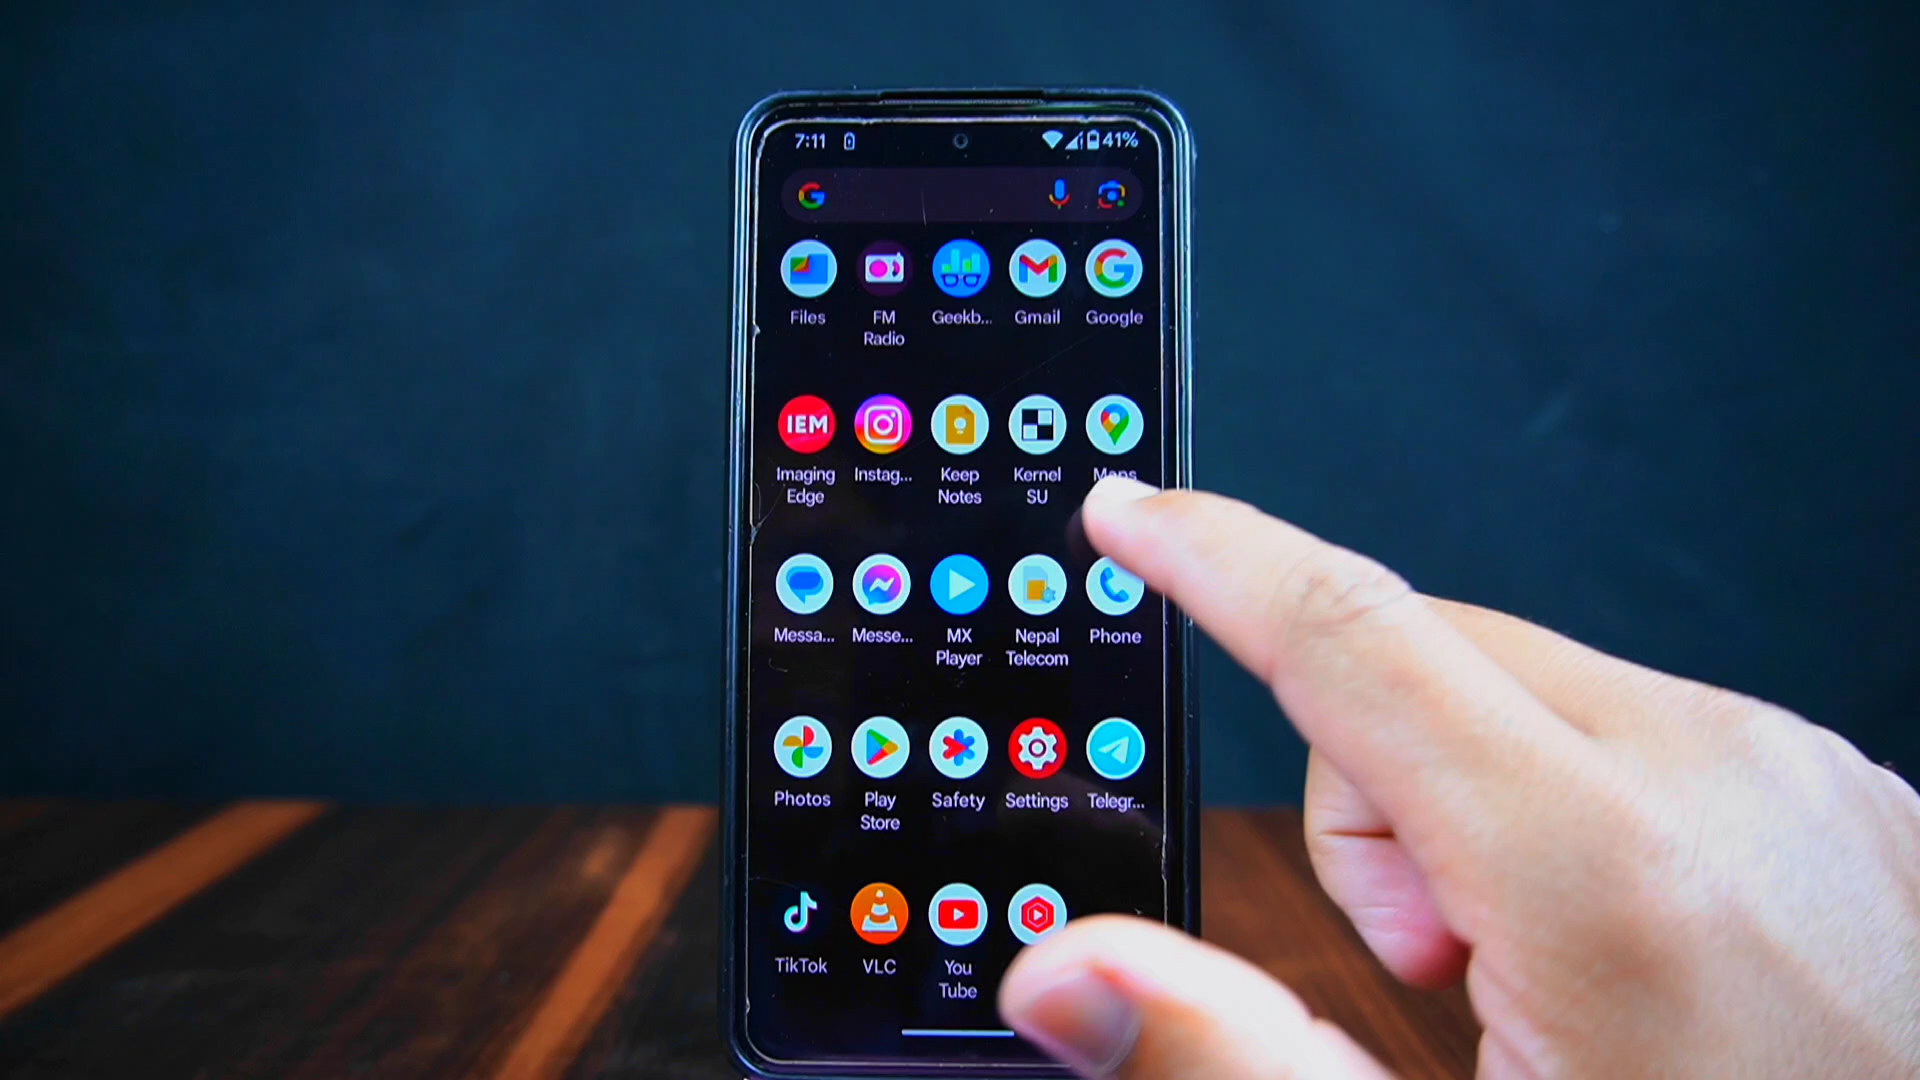 7:11 41%
Files FM Geekb... Gmail Google
Radio
IEM
Imaging Instag... Keep Kernel Maps
Edge Notes SU
Messa... Messe... MX Nepal Phone
Player Telecom
Photos Play Safety Settings Telegr...
Store
TikTok VLC You
Tube